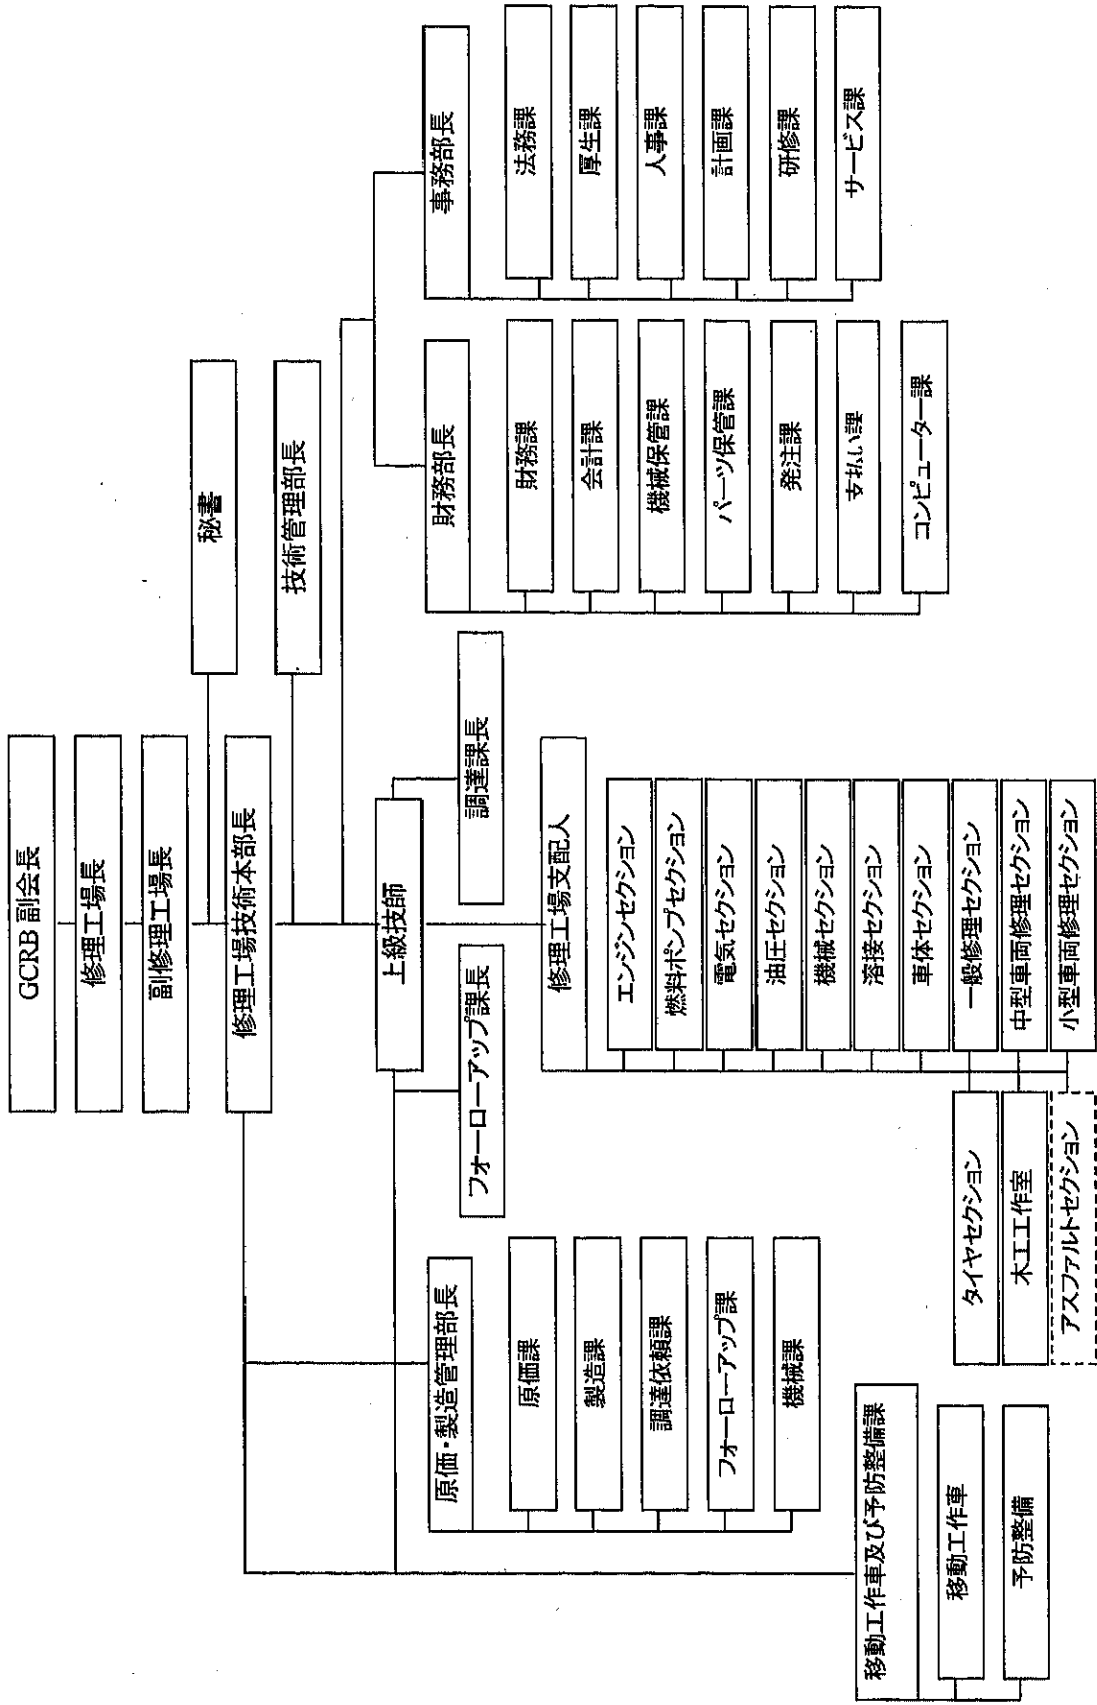 GCRB 副会長
修理工場長
副修理工場長
秘書
修理工場技術本部長
技術管理部長
上級技師
フォーローアップ課長
調達課長
原価・製造管理部長
原価課
製造課
調達依頼課
フォーローアップ課
機械課
移動工作車及び予防整備課
移動工作車
予防整備
修理工場支配人
エンジンセクション
燃料ポンプセクション
電気セクション
油圧セクション
機械セクション
溶接セクション
車体セクション
一般修理セクション
中型車両修理セクション
小型車両修理セクション
タイヤセクション
木工工作室
アスファルトセクション
財務部長
財務課
会計課
機械保管課
パーツ保管課
発注課
支払い課
コンピューター課
事務部長
法務課
厚生課
人事課
計画課
研修課
サービス課